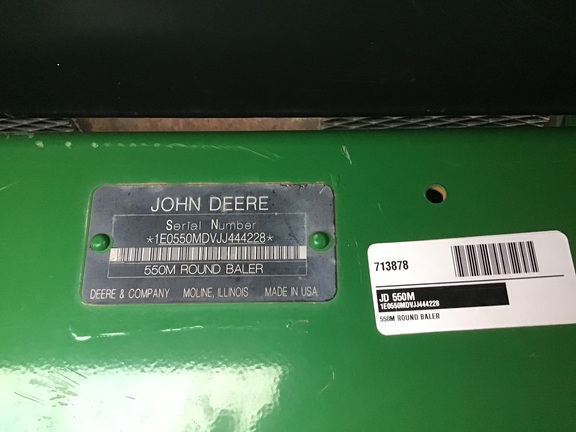 JOHN DEERE
Serial Number
*1E0550MDVJJ444228*
550M ROUND BALER
DEERE & COMPANY MOLINE, ILLINOIS MADE IN USA
713878
JD 550M
1E0550MDVJJ444228
550M ROUND BALER